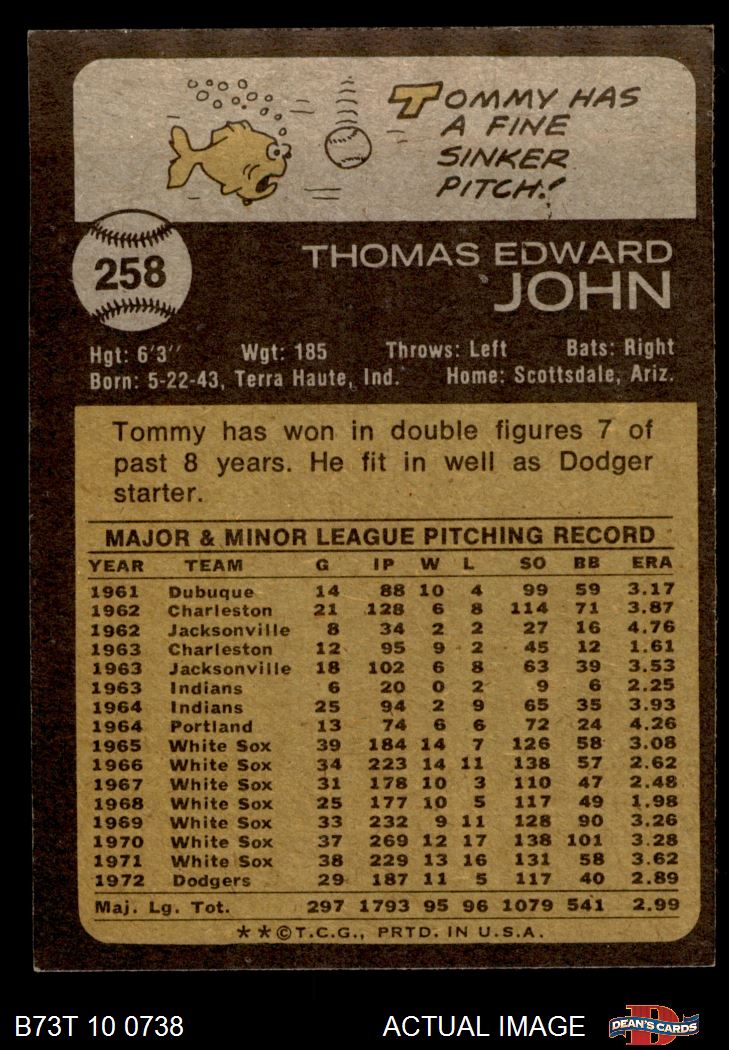 TOMMY HAS
A FINE
SINKER
PITCH!
258
THOMAS EDWARD
JOHN
Hgt: 6'3" Wgt: 185 Throws: Left Bats: Right
Born: 5-22-43, Terra Haute, Ind. Home: Scottsdale, Ariz.
Tommy has won in double figures 7 of
past 8 years. He fit in well as Dodger
starter.
MAJOR & MINOR LEAGUE PITCHING RECORD
YEAR TEAM G IP W L SO BB ERA
1961 Dubuque 14 88 10 4 99 59 3.17
1962 Charleston 21 128 6 8 114 71 3.87
1962 Jacksonville 8 34 2 2 27 16 4.76
1963 Charleston 12 95 9 2 45 12 1.61
1963 Jacksonville 18 102 6 8 63 39 3.53
1963 Indians 6 20 0 2 9 6 2.25
1964 Indians 25 94 2 9 65 35 3.93
1964 Portland 13 74 6 6 72 24 4.26
1965 White Sox 39 184 14 7 126 58 3.08
1966 White Sox 34 223 14 11 138 57 2.62
1967 White Sox 31 178 10 3 110 47 2.48
1968 White Sox 25 177 10 5 117 49 1.98
1969 White Sox 33 232 9 11 128 90 3.26
1970 White Sox 37 269 12 17 138 101 3.28
1971 White Sox 38 229 13 16 131 58 3.62
1972 Dodgers 29 187 11 5 117 40 2.89
Maj. Lg. Tot. 297 1793 95 96 1079 541 2.99
**©T.C.G., PRTD. IN U.S.A.
B73T 10 0738 ACTUAL IMAGE
D
DEAN'S CARDS